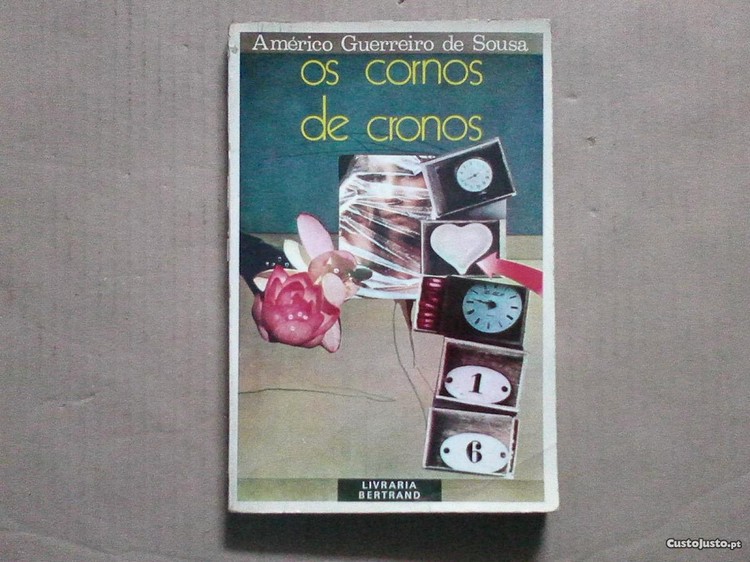 Américo Guerreiro de Sousa
os cornos
de cronos
1
6
LIVRARIA
BERTRAND
CustoJusto.pt